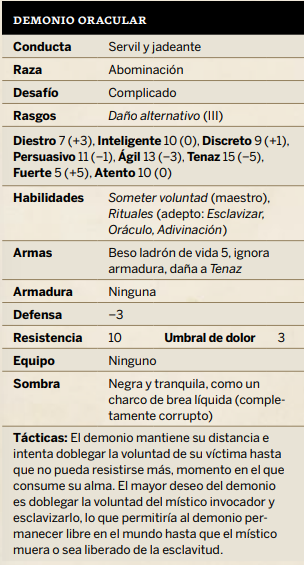 DEMONIO ORACULAR
Conducta Servil y jadeante
Raza Abominación
Desafío Complicado
Rasgos Daño alternativo (III)
Diestro 7 (+3), Inteligente 10 (0), Discreto 9 (+1),
Persuasivo 11 (−1), Ágil 13 (−3), Tenaz 15 (−5),
Fuerte 5 (+5), Atento 10 (0)
Habilidades Someter voluntad (maestro),
Rituales (adepto: Esclavizar,
Oráculo, Adivinación)
Armas Beso ladrón de vida 5, ignora
armadura, daña a Tenaz
Armadura Ninguna
Defensa −3
Resistencia 10 Umbral de dolor 3
Equipo Ninguno
Sombra Negra y tranquila, como un
charco de brea líquida (comple-
tamente corrupto)
Tácticas: El demonio mantiene su distancia e
intenta doblegar la voluntad de su víctima hasta
que no pueda resistirse más, momento en el que
consume su alma. El mayor deseo del demonio
es doblegar la voluntad del místico invocador y
esclavizarlo, lo que permitiría al demonio per-
manecer libre en el mundo hasta que el místico
muera o sea liberado de la esclavitud.